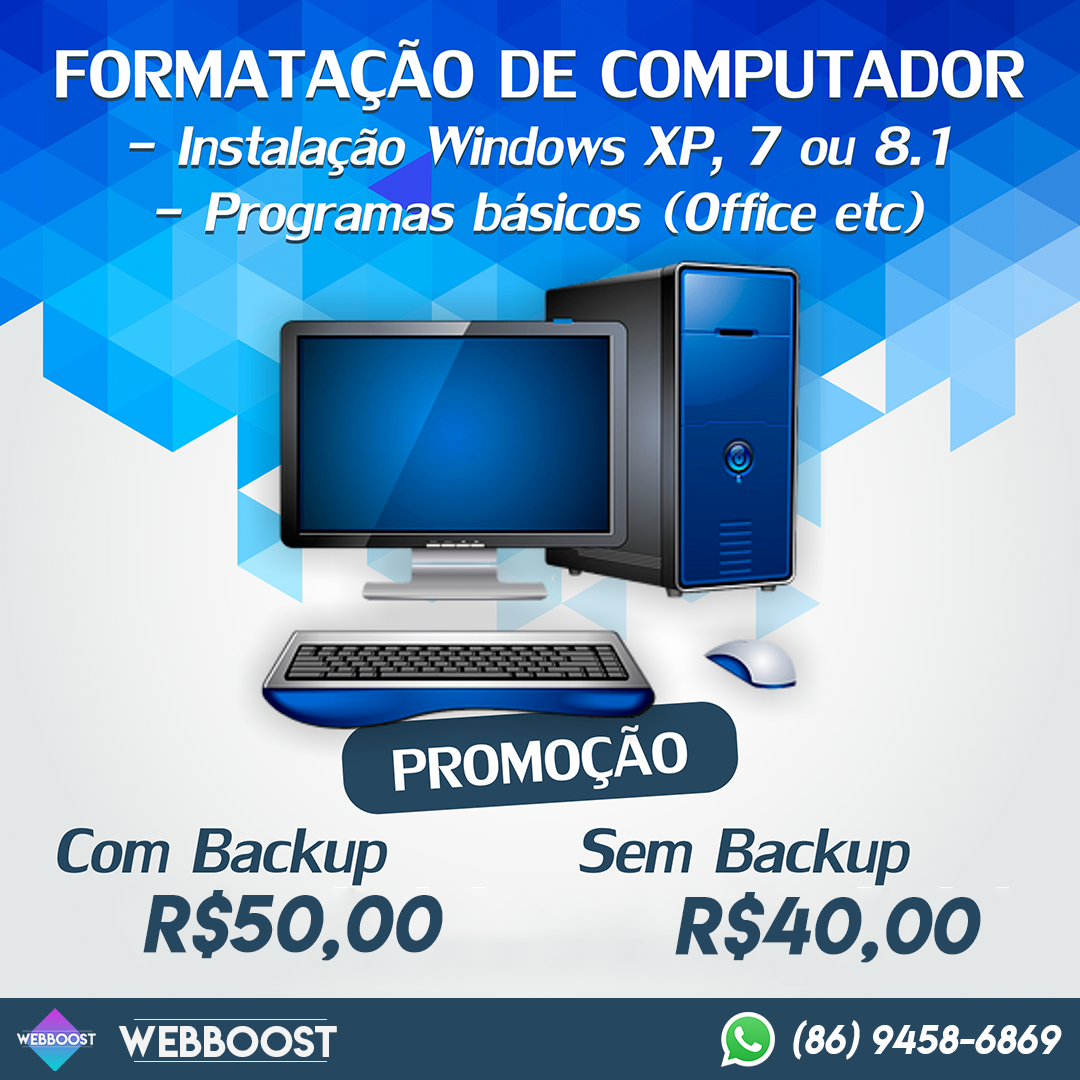 FORMATAÇÃO DE COMPUTADOR
- Instalação Windows XP, 7 ou 8.1
- Programas básicos (Office etc)
PROMOÇÃO
Com Backup
R$50,00
Sem Backup
R$40,00
WEBBOOST
WEBBOOST
(86) 9458-6869